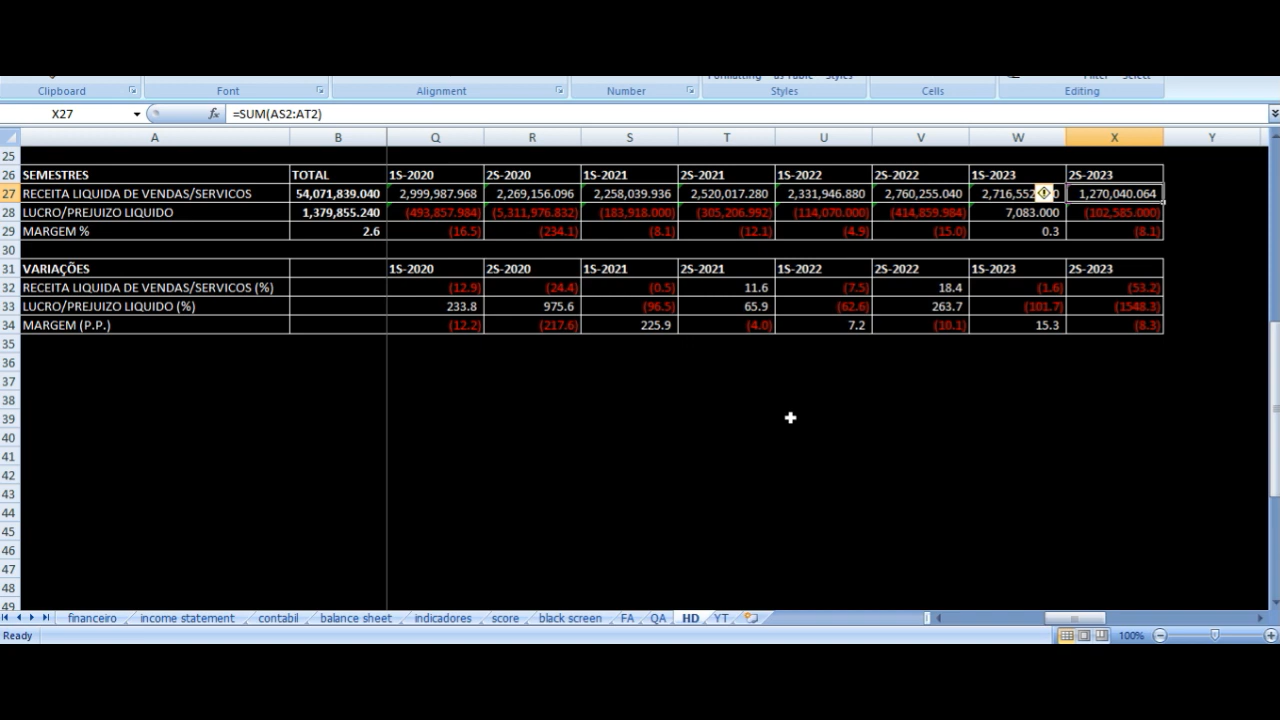 Formatting as Table Styles Filter Select
Clipboard Font Alignment Number Styles Cells Editing
X27 fx =SUM(AS2:AT2)
A B Q R S T U V W X Y
25
26 SEMESTRES TOTAL 1S-2020 2S-2020 1S-2021 2S-2021 1S-2022 2S-2022 1S-2023 2S-2023
27 RECEITA LIQUIDA DE VENDAS/SERVICOS 54,071,839.040 2,999,987.968 2,269,156.096 2,258,039.936 2,520,017.280 2,331,946.880 2,760,255.040 2,716,552 0 1,270,040.064
28 LUCRO/PREJUIZO LIQUIDO 1,379,855.240 (493,857.984) (5,311,976.832) (183,918.000) (305,206.992) (114,070.000) (414,859.984) 7,083.000 (102,585.000)
29 MARGEM % 2.6 (16.5) (234.1) (8.1) (12.1) (4.9) (15.0) 0.3 (8.1)
30
31 VARIAÇÕES 1S-2020 2S-2020 1S-2021 2S-2021 1S-2022 2S-2022 1S-2023 2S-2023
32 RECEITA LIQUIDA DE VENDAS/SERVICOS (%) (12.9) (24.4) (0.5) 11.6 (7.5) 18.4 (1.6) (53.2)
33 LUCRO/PREJUIZO LIQUIDO (%) 233.8 975.6 (96.5) 65.9 (62.6) 263.7 (101.7) (1548.3)
34 MARGEM (P.P.) (12.2) (217.6) 225.9 (4.0) 7.2 (10.1) 15.3 (8.3)
35
36
37
38
39
40
41
42
43
44
45
46
47
48
49
financeiro income statement contabil balance sheet indicadores score black screen FA QA HD YT
Ready 100%